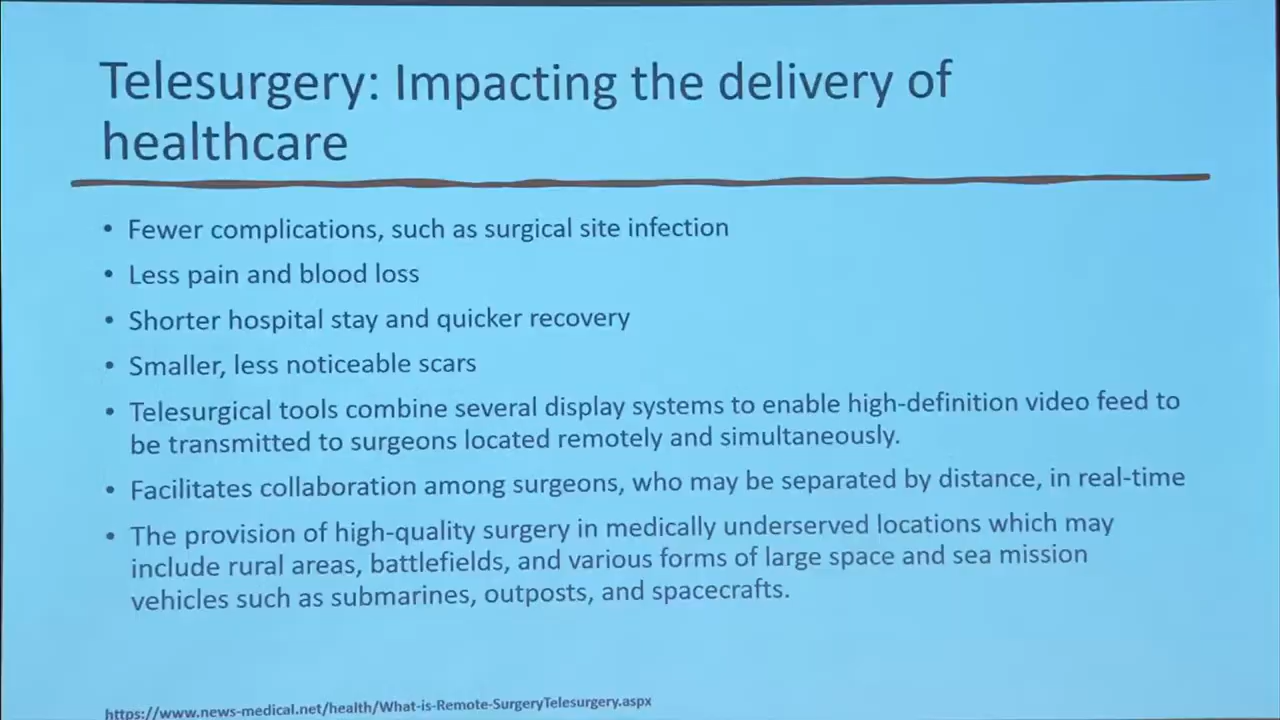 Telesurgery: Impacting the delivery of
healthcare
• Fewer complications, such as surgical site infection
• Less pain and blood loss
• Shorter hospital stay and quicker recovery
• Smaller, less noticeable scars
• Telesurgical tools combine several display systems to enable high-definition video feed to
be transmitted to surgeons located remotely and simultaneously.
• Facilitates collaboration among surgeons, who may be separated by distance, in real-time
• The provision of high-quality surgery in medically underserved locations which may
include rural areas, battlefields, and various forms of large space and sea mission
vehicles such as submarines, outposts, and spacecrafts.
https://www.news-medical.net/health/What-is-Remote-SurgeryTelesurgery.aspx